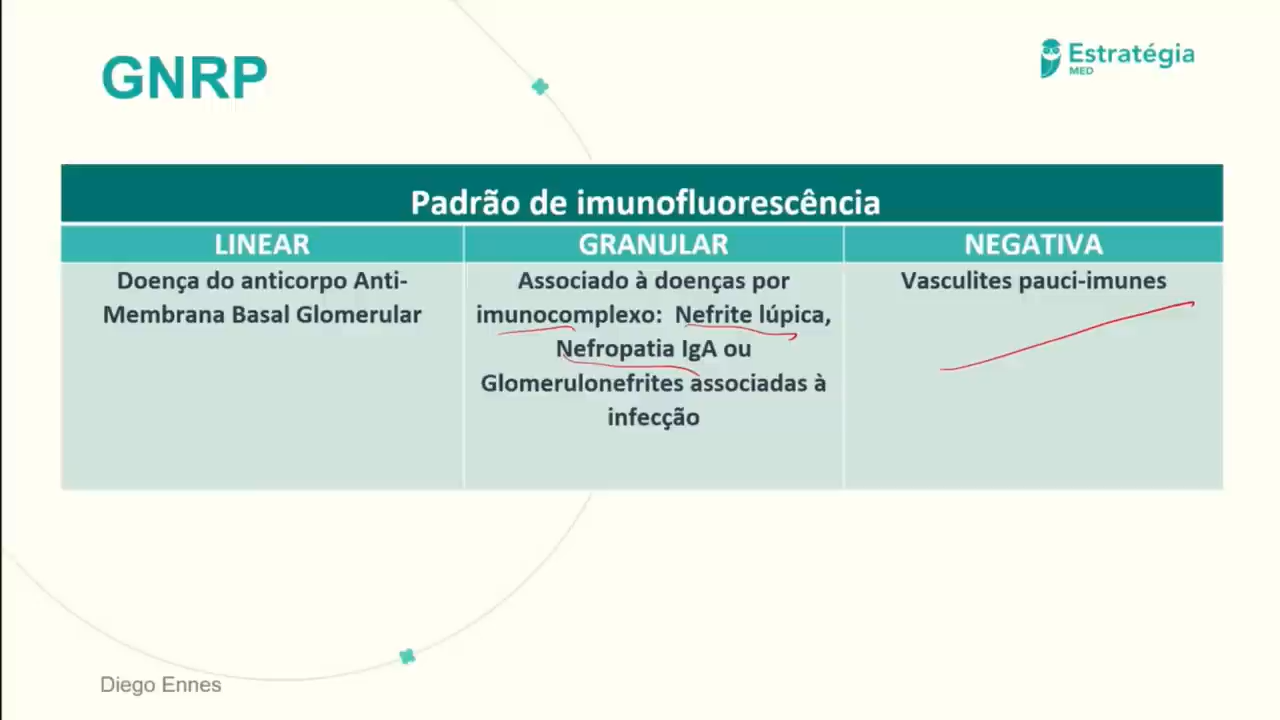 GNRP
Estratégia
MED
Padrão de imunofluorescência
LINEAR
GRANULAR
NEGATIVA
Doença do anticorpo Anti-
Membrana Basal Glomerular
Associado à doenças por
imunocomplexo: Nefrite lúpica,
Nefropatia IgA ou
Glomerulonefrites associadas à
infecção
Vasculites pauci-imunes
Diego Ennes